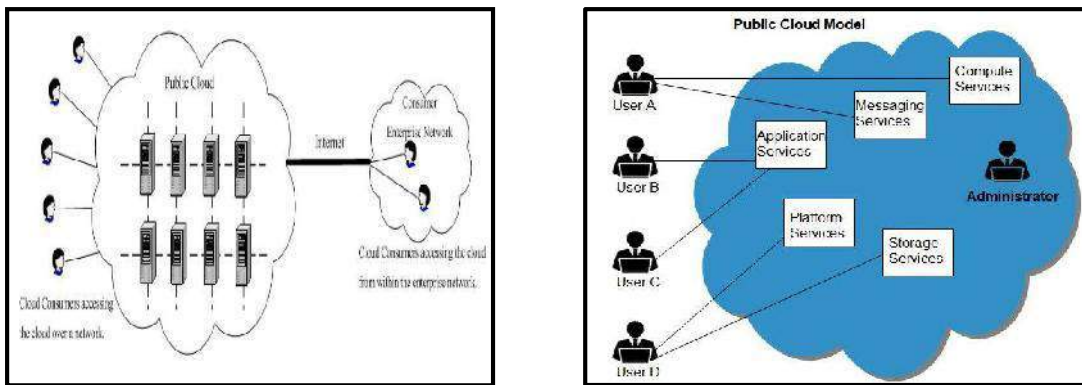 Public Cloud
Internet
Consumer
Enterprise Network
Cloud Consumers accessing
the cloud over a network.
Cloud Consumers accessing the cloud
from within the enterprise network.
Public Cloud Model
User A
User B
User C
User D
Compute
Services
Messaging
Services
Application
Services
Platform
Services
Storage
Services
Administrator